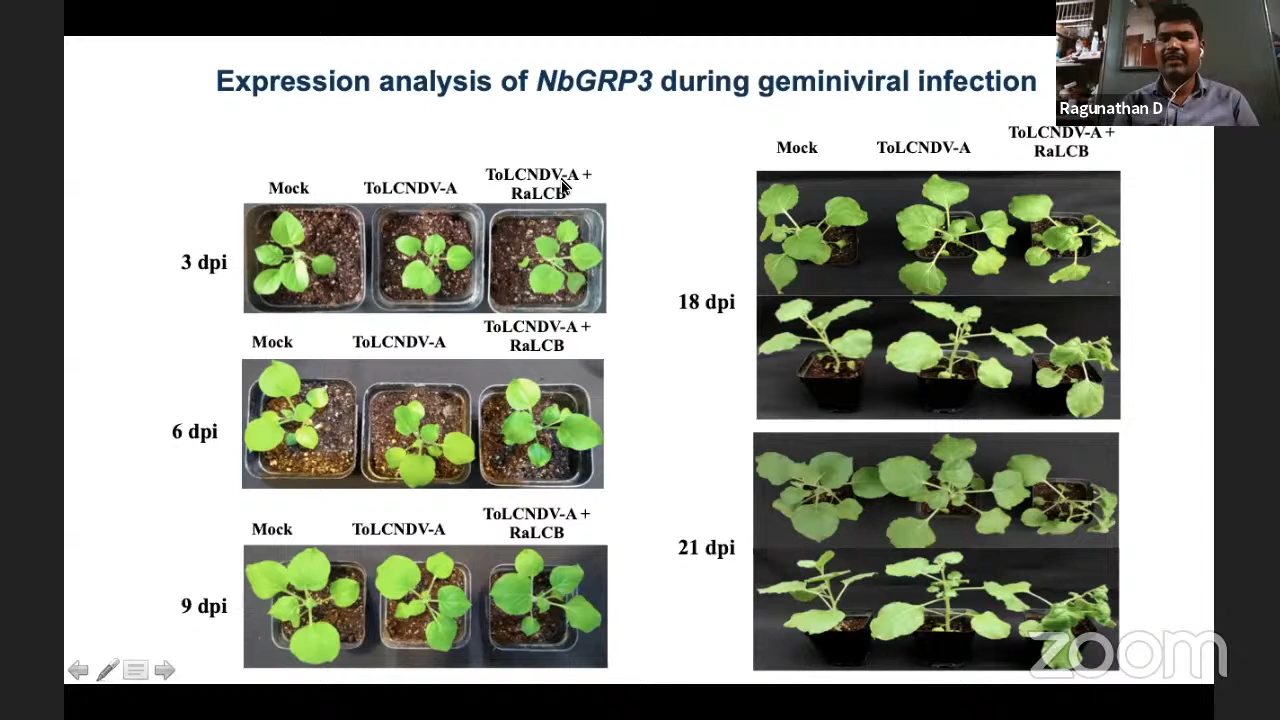 Expression analysis of NbGRP3 during geminiviral infection
Ragunathan D
Mock ToLCNDV-A ToLCNDV-A +
RaLCB
3 dpi
Mock ToLCNDV-A ToLCNDV-A +
RaLCB
6 dpi
Mock ToLCNDV-A ToLCNDV-A +
RaLCB
9 dpi
Mock ToLCNDV-A ToLCNDV-A +
RaLCB
18 dpi
21 dpi
zoom